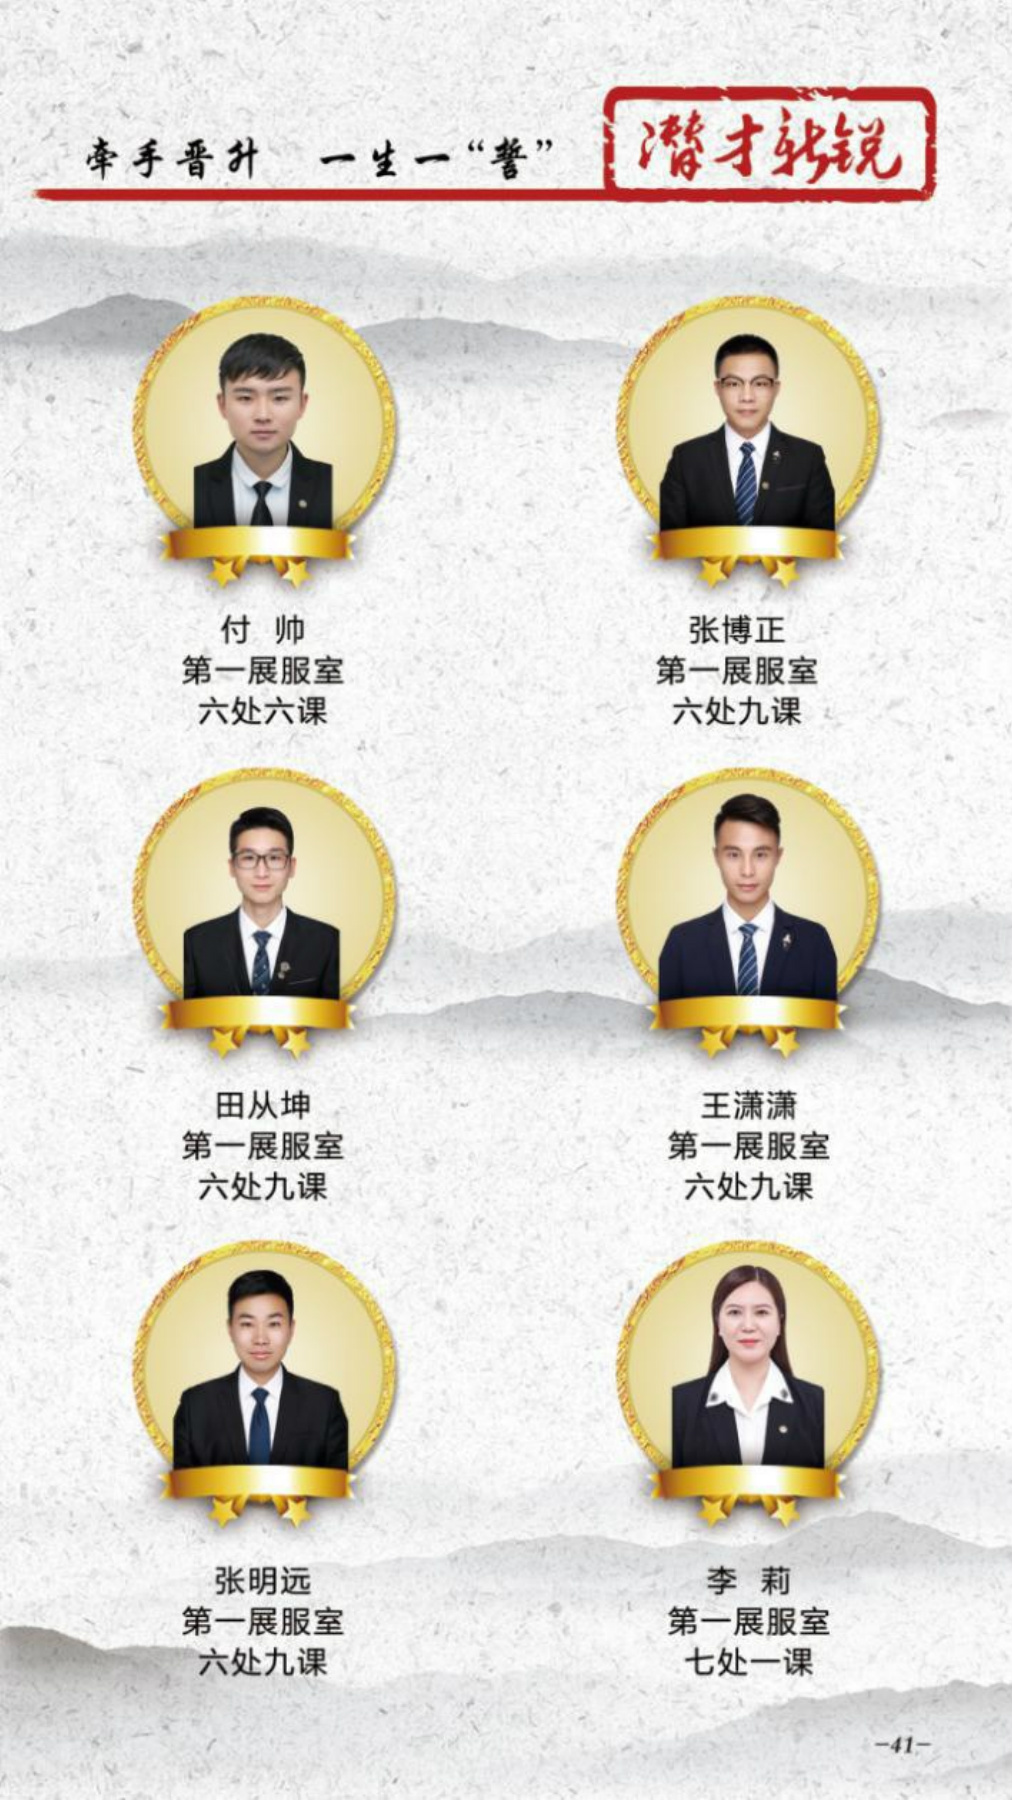 牵手晋升 一生一“誓”
潜才新锐
付 帅
第一展服室
六处六课
张博正
第一展服室
六处九课
田从坤
第一展服室
六处九课
王潇潇
第一展服室
六处九课
张明远
第一展服室
六处九课
李 莉
第一展服室
七处一课
-41-